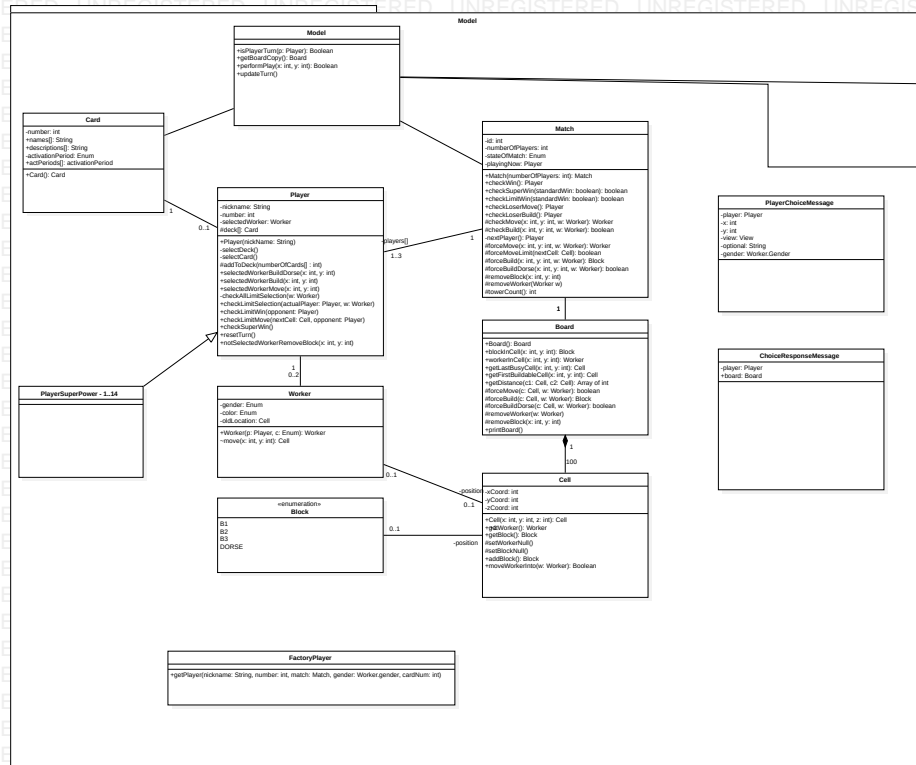 UNREGISTERED UNREGISTERED UNREGISTERED
Model
Model
+isPlayerTurn(p: Player): Boolean
+getBoardCopy(): Board
+performPlay(x: int, y: int): Boolean
+updateTurn()
Card
-number: int
+names[]: String
+descriptions[]: String
-activationPeriod: Enum
+actPeriods[]: activationPeriod
+Card(): Card
1
0..1
Match
-id: int
-numberOfPlayers: int
-stateOfMatch: Enum
-playingNow: Player
+Match(numberOfPlayers: int): Match
+checkWin(): Player
+checkSuperWin(standardWin: boolean): boolean
+checkLimitWin(standardWin: boolean): boolean
+checkLoserMove(): Player
+checkLoserBuild(): Player
#checkMove(x: int, y: int, w: Worker): Worker
#checkBuild(x: int, y: int, w: Worker): boolean
-nextPlayer(): Player
#forceMove(x: int, y: int, w: Worker): Worker
#forceMoveLimit(nextCell: Cell): boolean
#forceBuild(x: int, y: int, w: Worker): Block
#forceBuildDorse(x: int, y: int, w: Worker): boolean
#removeBlock(x: int, y: int)
#removeWorker(Worker w)
#towerCount(): int
Player
-nickname: String
-number: int
-selectedWorker: Worker
#deck[]: Card
+Player(nickName: String)
-selectDeck()
-selectCard()
#addToDeck(numberOfCards[] : int)
+selectedWorkerBuildDorse(x: int, y: int)
+selectedWorkerBuild(x: int, y: int)
+selectedWorkerMove(x: int, y: int)
-checkAllLimitSelection(w: Worker)
+checkLimitSelection(actualPlayer: Player, w: Worker)
+checkLimitWin(opponent: Player)
+checkLimitMove(nextCell: Cell, opponent: Player)
+checkSuperWin()
+resetTurn()
+notSelectedWorkerRemoveBlock(x: int, y: int)
-players[]
1
1..3
PlayerChoiceMessage
-player: Player
-x: int
-y: int
-view: View
-optional: String
-gender: Worker.Gender
1
Board
+Board(): Board
+blockInCell(x: int, y: int): Block
+workerInCell(x: int, y: int): Worker
+getLastBusyCell(x: int, y: int): Cell
+getFirstBuildableCell(x: int, y: int): Cell
+getDistance(c1: Cell, c2: Cell): Array of int
#forceMove(c: Cell, w: Worker): boolean
#forceBuild(c: Cell, w: Worker): Block
#forceBuildDorse(c: Cell, w: Worker): boolean
#removeWorker(w: Worker)
#removeBlock(x: int, y: int)
+printBoard()
ChoiceResponseMessage
-player: Player
+board: Board
1
0..2
PlayerSuperPower - 1..14
Worker
-gender: Enum
-color: Enum
-oldLocation: Cell
+Worker(p: Player, c: Enum): Worker
~move(x: int, y: int): Cell
1
100
0..1
-position
0..1
Cell
-xCoord: int
-yCoord: int
-zCoord: int
+Cell(x: int, y: int, z: int): Cell
+getWorker(): Worker
+getBlock(): Block
#setWorkerNull()
#setBlockNull()
+addBlock(): Block
+moveWorkerInto(w: Worker): Boolean
«enumeration»
Block
B1
B2
B3
DORSE
0..1
-position
FactoryPlayer
+getPlayer(nickname: String, number: int, match: Match, gender: Worker.gender, cardNum: int)